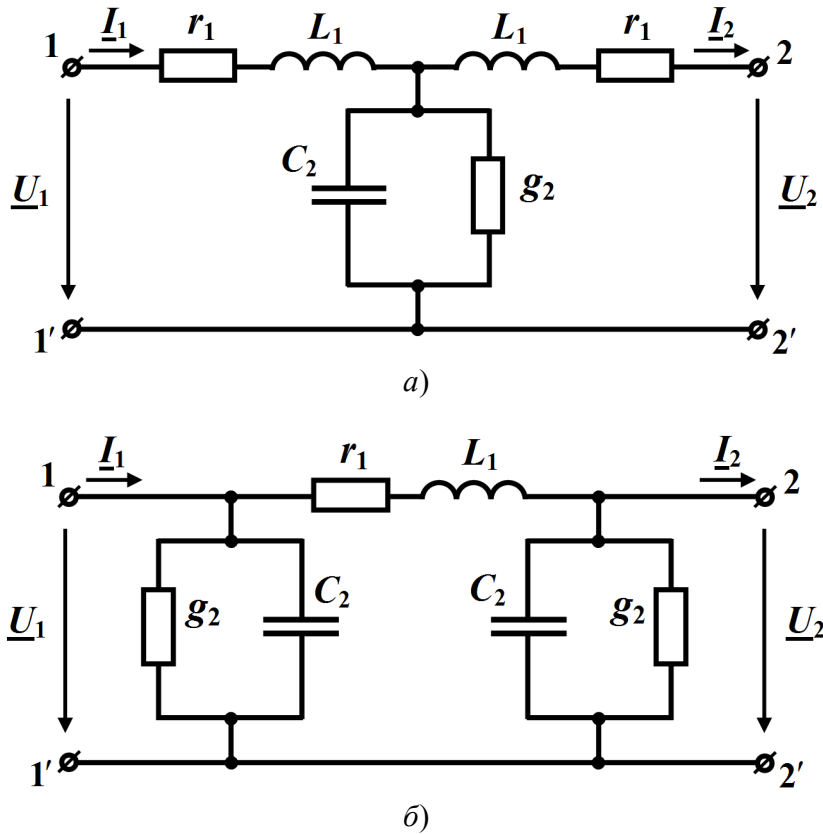 1 I₁ r₁ L₁ L₁ r₁ I₂ 2
U₁ C₂ g₂ U₂
1′ 2′
а)
1 I₁ r₁ L₁ I₂ 2
U₁ g₂ C₂ C₂ g₂ U₂
1′ 2′
б)